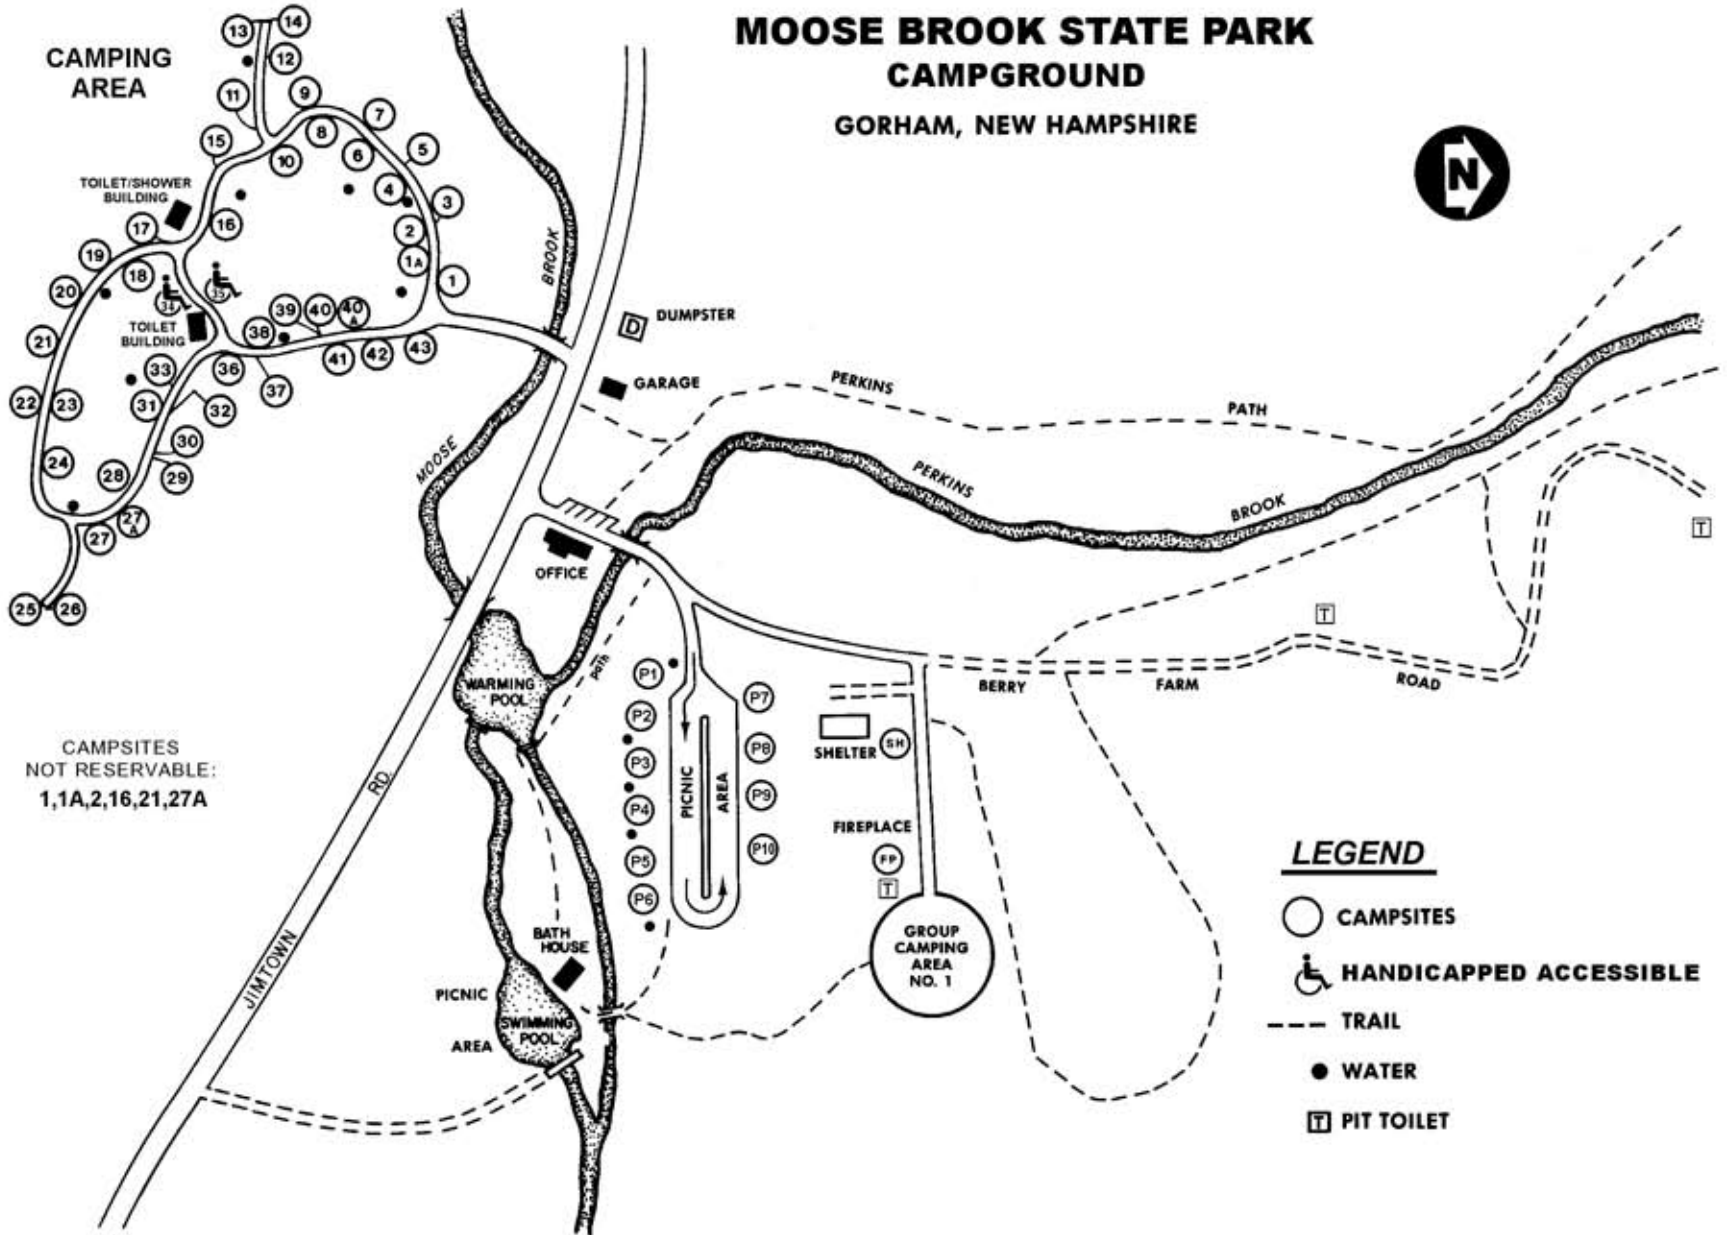 MOOSE BROOK STATE PARK
CAMPGROUND
GORHAM, NEW HAMPSHIRE
N
CAMPING
AREA
13
14
12
11
9
7
8
15
10
6
5
TOILET/SHOWER
BUILDING
4
3
16
2
17
1A
19
18
1
20
34
35
21
TOILET
BUILDING
38
39
40
40A
41
42
43
33
36
37
22
23
31
32
24
30
28
29
27
27A
25
26
BROOK
MOOSE
D
DUMPSTER
GARAGE
PERKINS
PATH
PERKINS
BROOK
T
OFFICE
T
Path
WARMING
POOL
P1
P2
P3
P4
P5
P6
P7
P8
P9
P10
PICNIC
AREA
BERRY
FARM
ROAD
SHELTER
SH
FIREPLACE
FP
T
GROUP
CAMPING
AREA
NO. 1
CAMPSITES
NOT RESERVABLE:
1,1A,2,16,21,27A
JIMTOWN
RD.
BATH
HOUSE
PICNIC
AREA
SWIMMING
POOL
LEGEND
CAMPSITES
HANDICAPPED ACCESSIBLE
TRAIL
WATER
T PIT TOILET